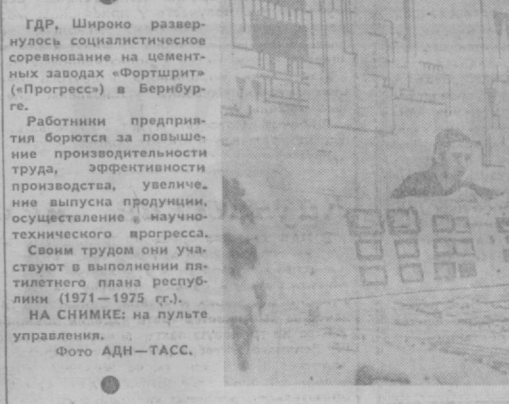 ГДР. Широко развер-
нулось социалистическое
соревнование на цемент-
ных заводах «Фортшрит»
(«Прогресс») в Бернбур-
ге.
Работники предприя-
тия борются за повыше-
ние производительности
труда, эффективности
производства, увеличе-
ние выпуска продукции,
осуществление научно-
технического прогресса.
Своим трудом они уча-
ствуют в выполнении пя-
тилетнего плана респуб-
лики (1971—1975 гг.).
НА СНИМКЕ: на пульте
управления.
Фото АДН—ТАСС.